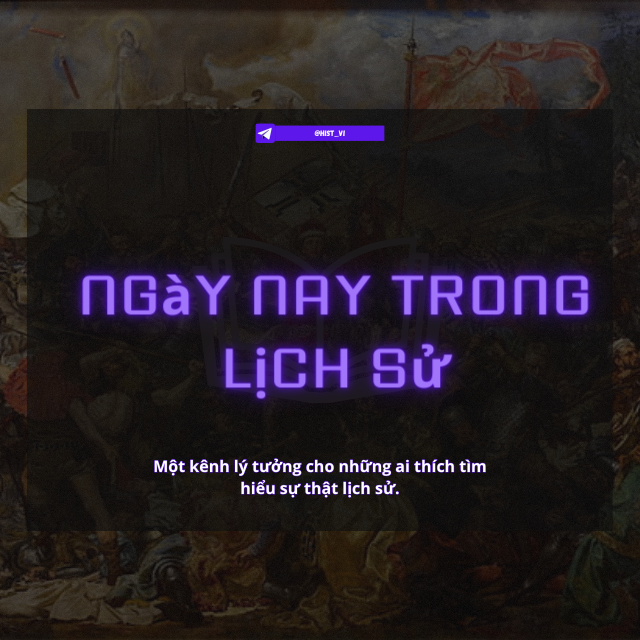 @HIST_VI
NGàY NAY TRONG
LịCH Sử
Một kênh lý tưởng cho những ai thích tìm
hiểu sự thật lịch sử.